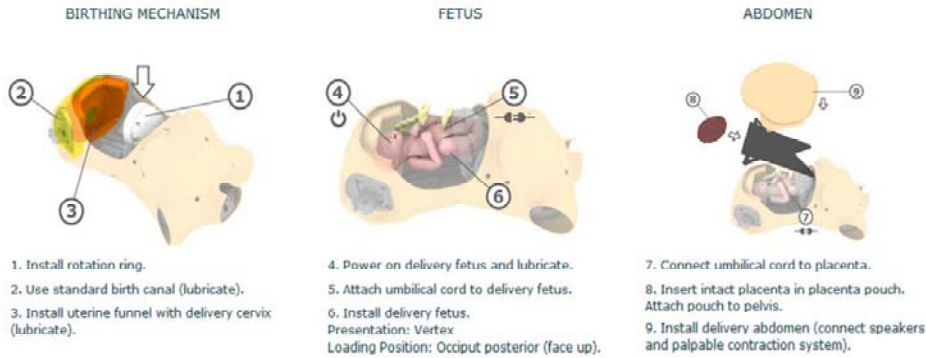 BIRTHING MECHANISM
FETUS
ABDOMEN
2
1
3
4
5
6
8
9
7
1. Install rotation ring.
2. Use standard birth canal (lubricate).
3. Install uterine funnel with delivery cervix
(lubricate).
4. Power on delivery fetus and lubricate.
5. Attach umbilical cord to delivery fetus.
6. Install delivery fetus.
Presentation: Vertex
Loading Position: Occiput posterior (face up).
7. Connect umbilical cord to placenta.
8. Insert intact placenta in placenta pouch.
Attach pouch to pelvis.
9. Install delivery abdomen (connect speakers
and palpable contraction system).